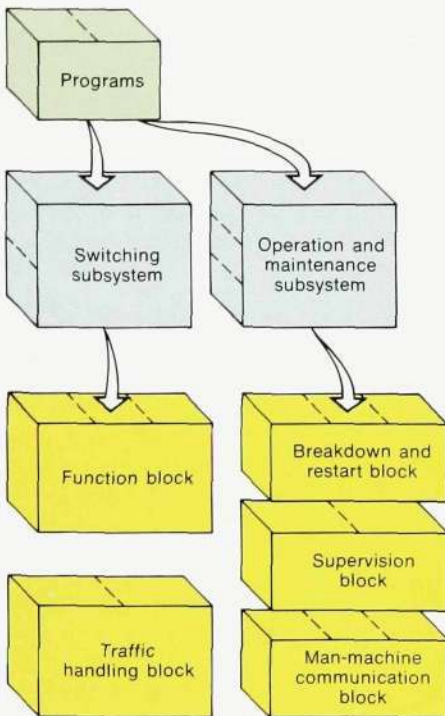 Programs
Switching
subsystem
Operation and
maintenance
subsystem
Function block
Breakdown and
restart block
Supervision
block
Traffic
handling block
Man-machine
communication
block